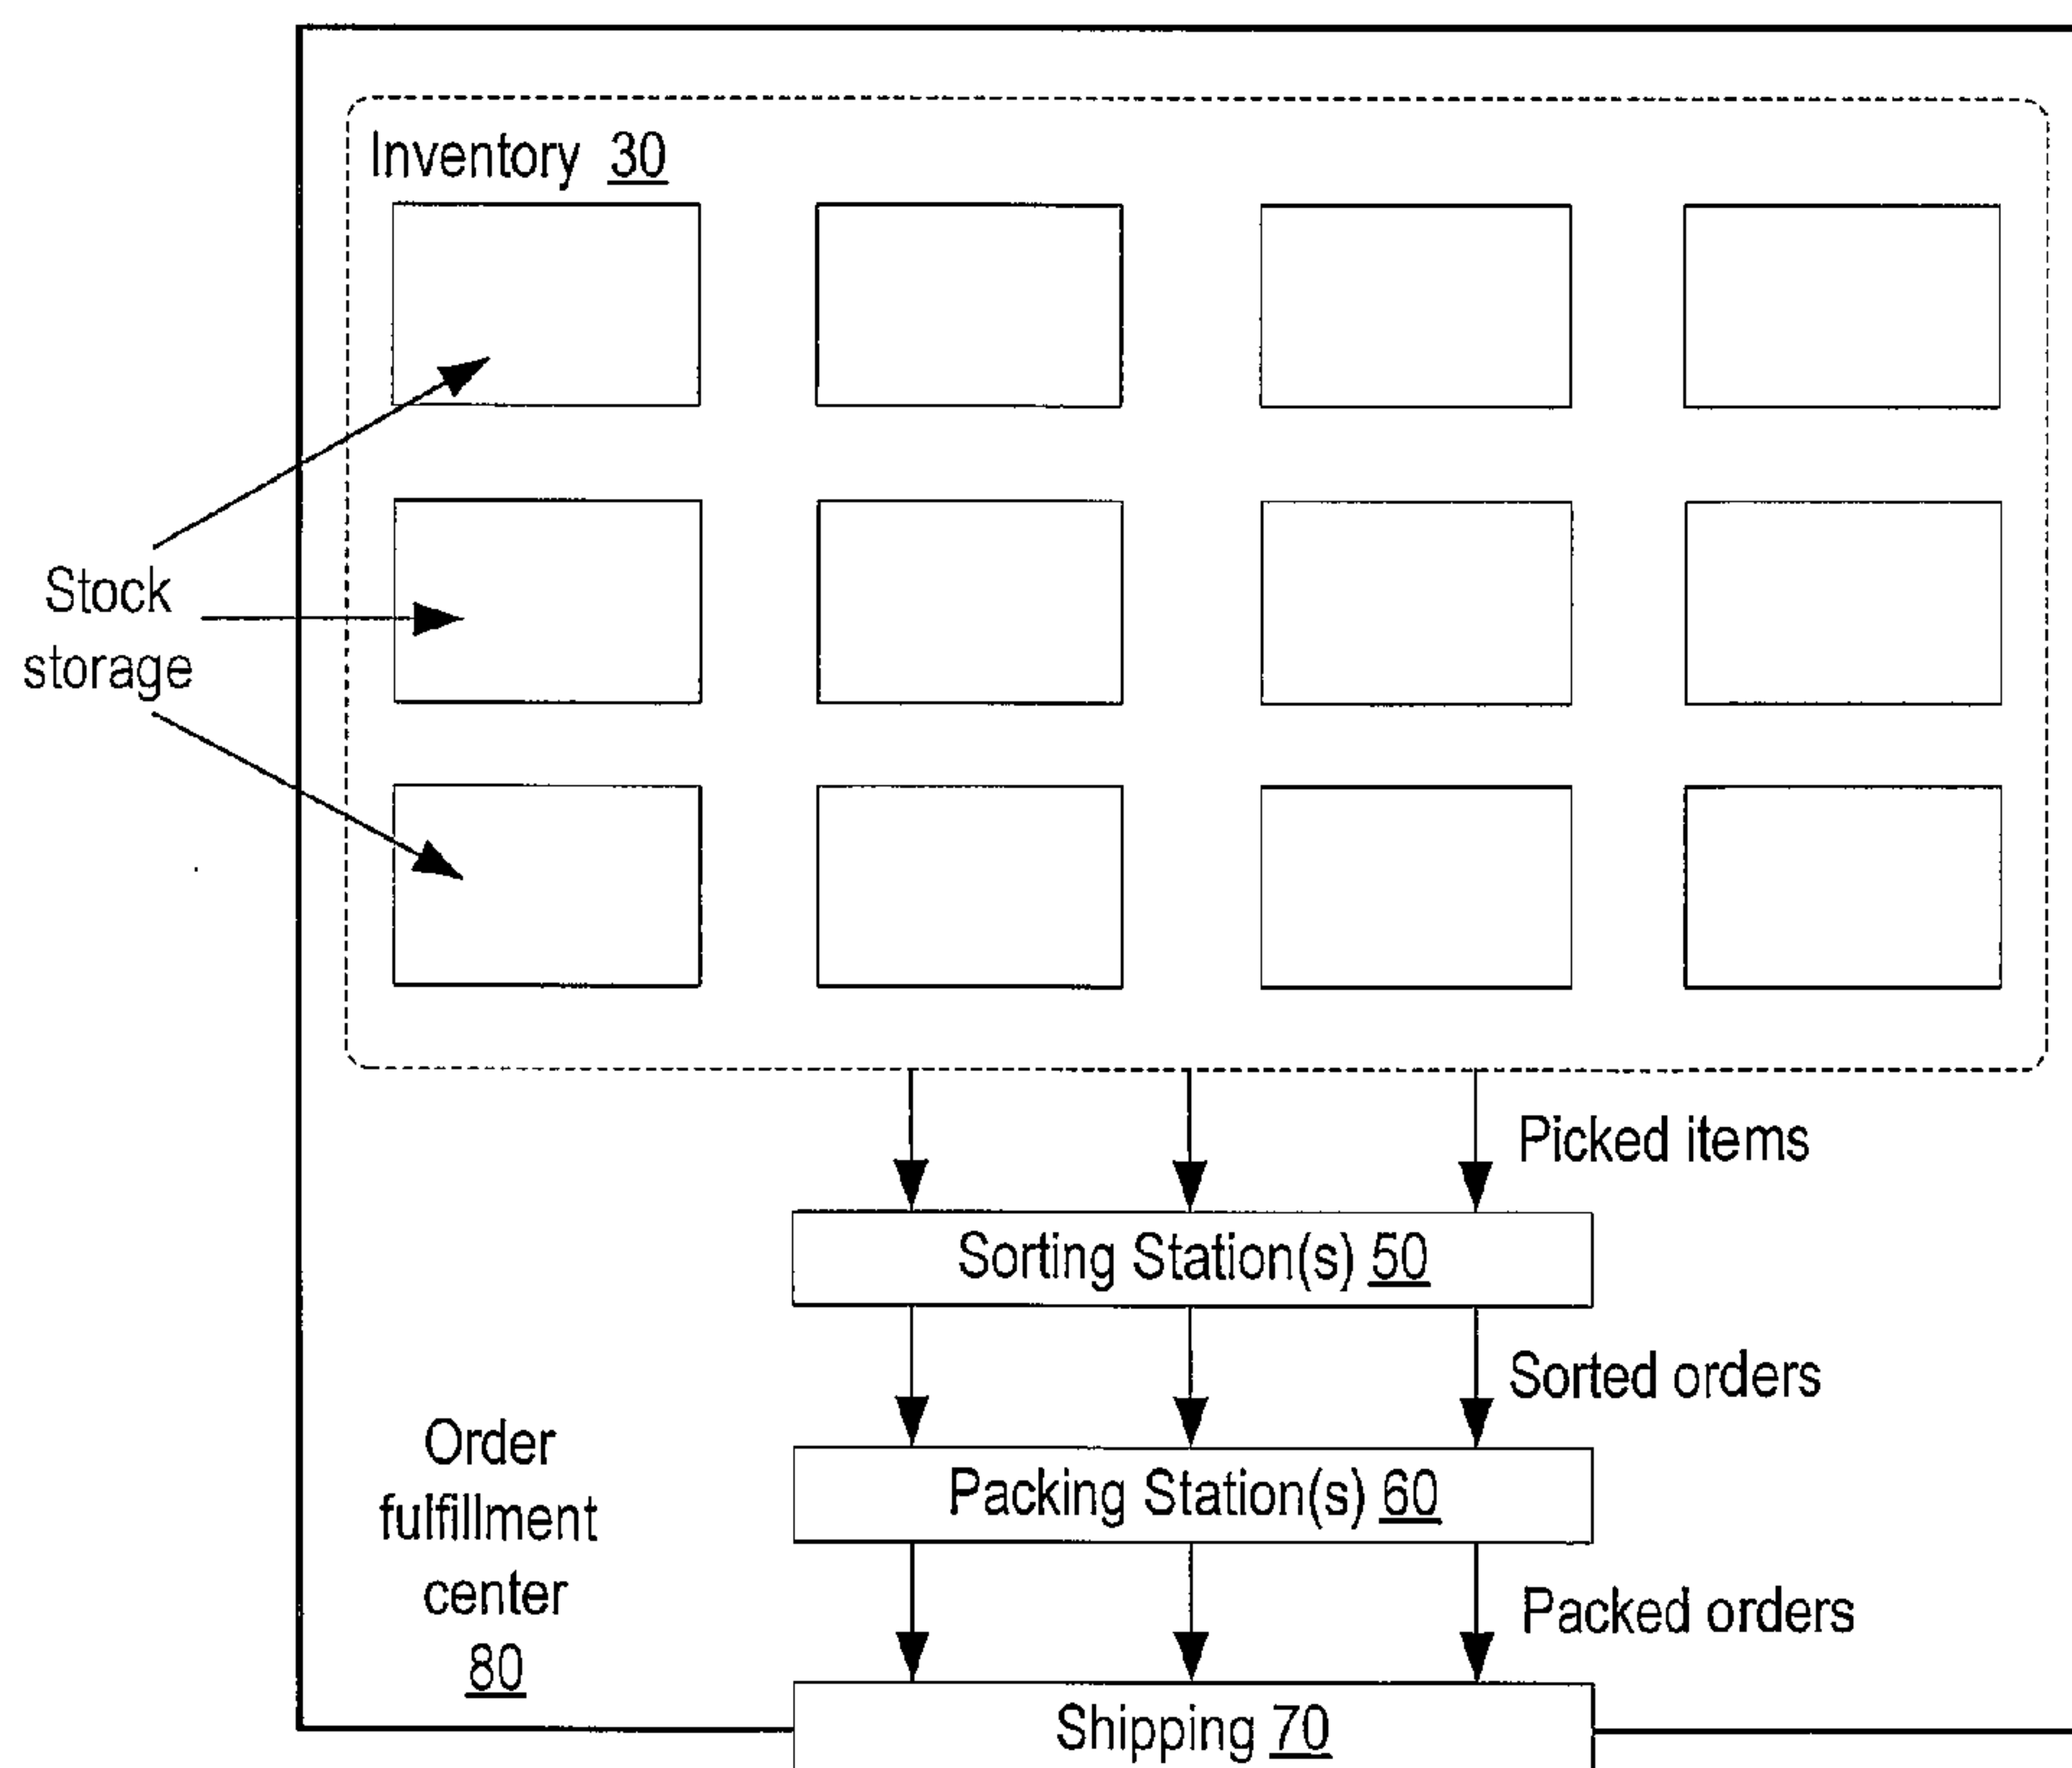 Inventory 30
Stock
storage
Picked items
Sorting Station(s) 50
Sorted orders
Order
fulfillment
center
80
Packing Station(s) 60
Packed orders
Shipping 70